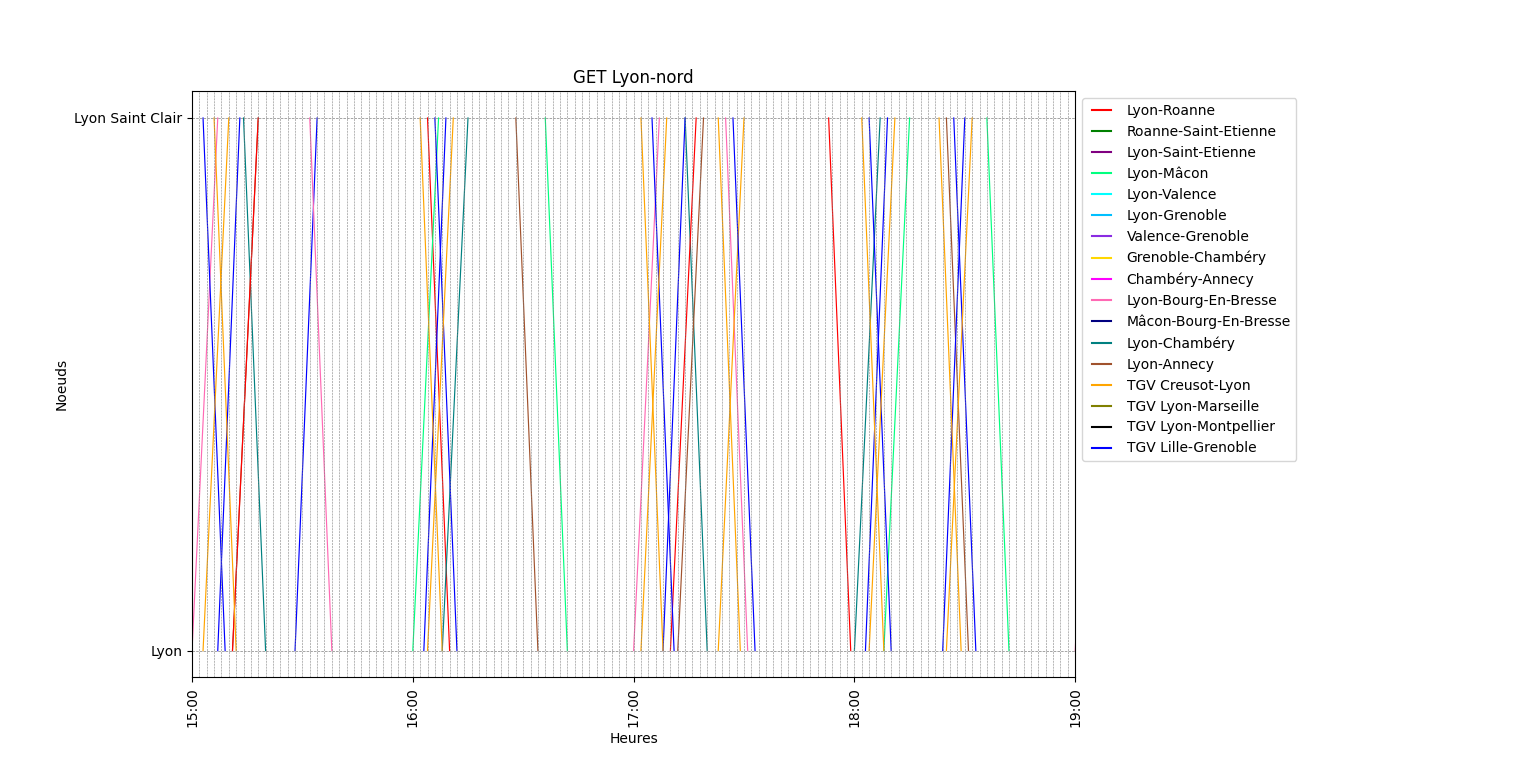 GET Lyon-nord
Lyon Saint Clair
Lyon
Noeuds
15:00
16:00
17:00
18:00
19:00
Heures
Lyon-Roanne
Roanne-Saint-Etienne
Lyon-Saint-Etienne
Lyon-Mâcon
Lyon-Valence
Lyon-Grenoble
Valence-Grenoble
Grenoble-Chambéry
Chambéry-Annecy
Lyon-Bourg-En-Bresse
Mâcon-Bourg-En-Bresse
Lyon-Chambéry
Lyon-Annecy
TGV Creusot-Lyon
TGV Lyon-Marseille
TGV Lyon-Montpellier
TGV Lille-Grenoble